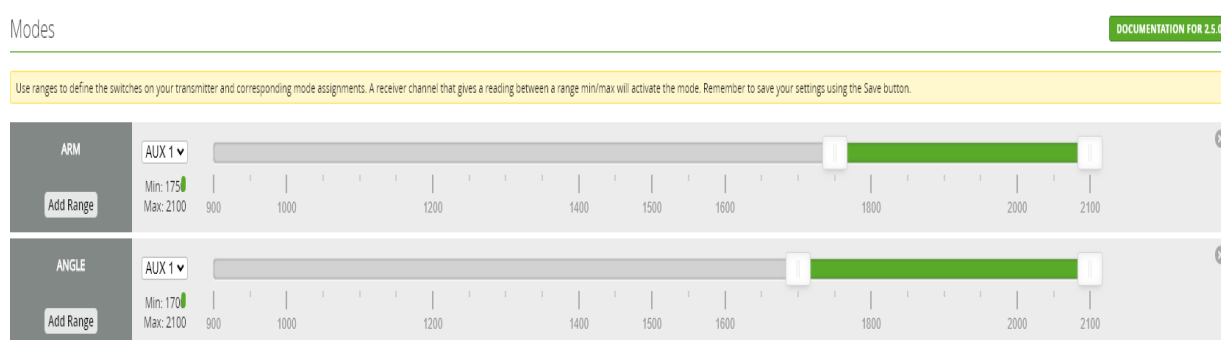 Modes
DOCUMENTATION FOR 2.5.0
Use ranges to define the switches on your transmitter and corresponding mode assignments. A receiver channel that gives a reading between a range min/max will activate the mode. Remember to save your settings using the Save button.
ARM
AUX 1
Min: 175
Max: 2100
Add Range
900 1000 1200 1400 1500 1600 1800 2000 2100
ANGLE
AUX 1
Min: 170
Max: 2100
Add Range
900 1000 1200 1400 1500 1600 1800 2000 2100